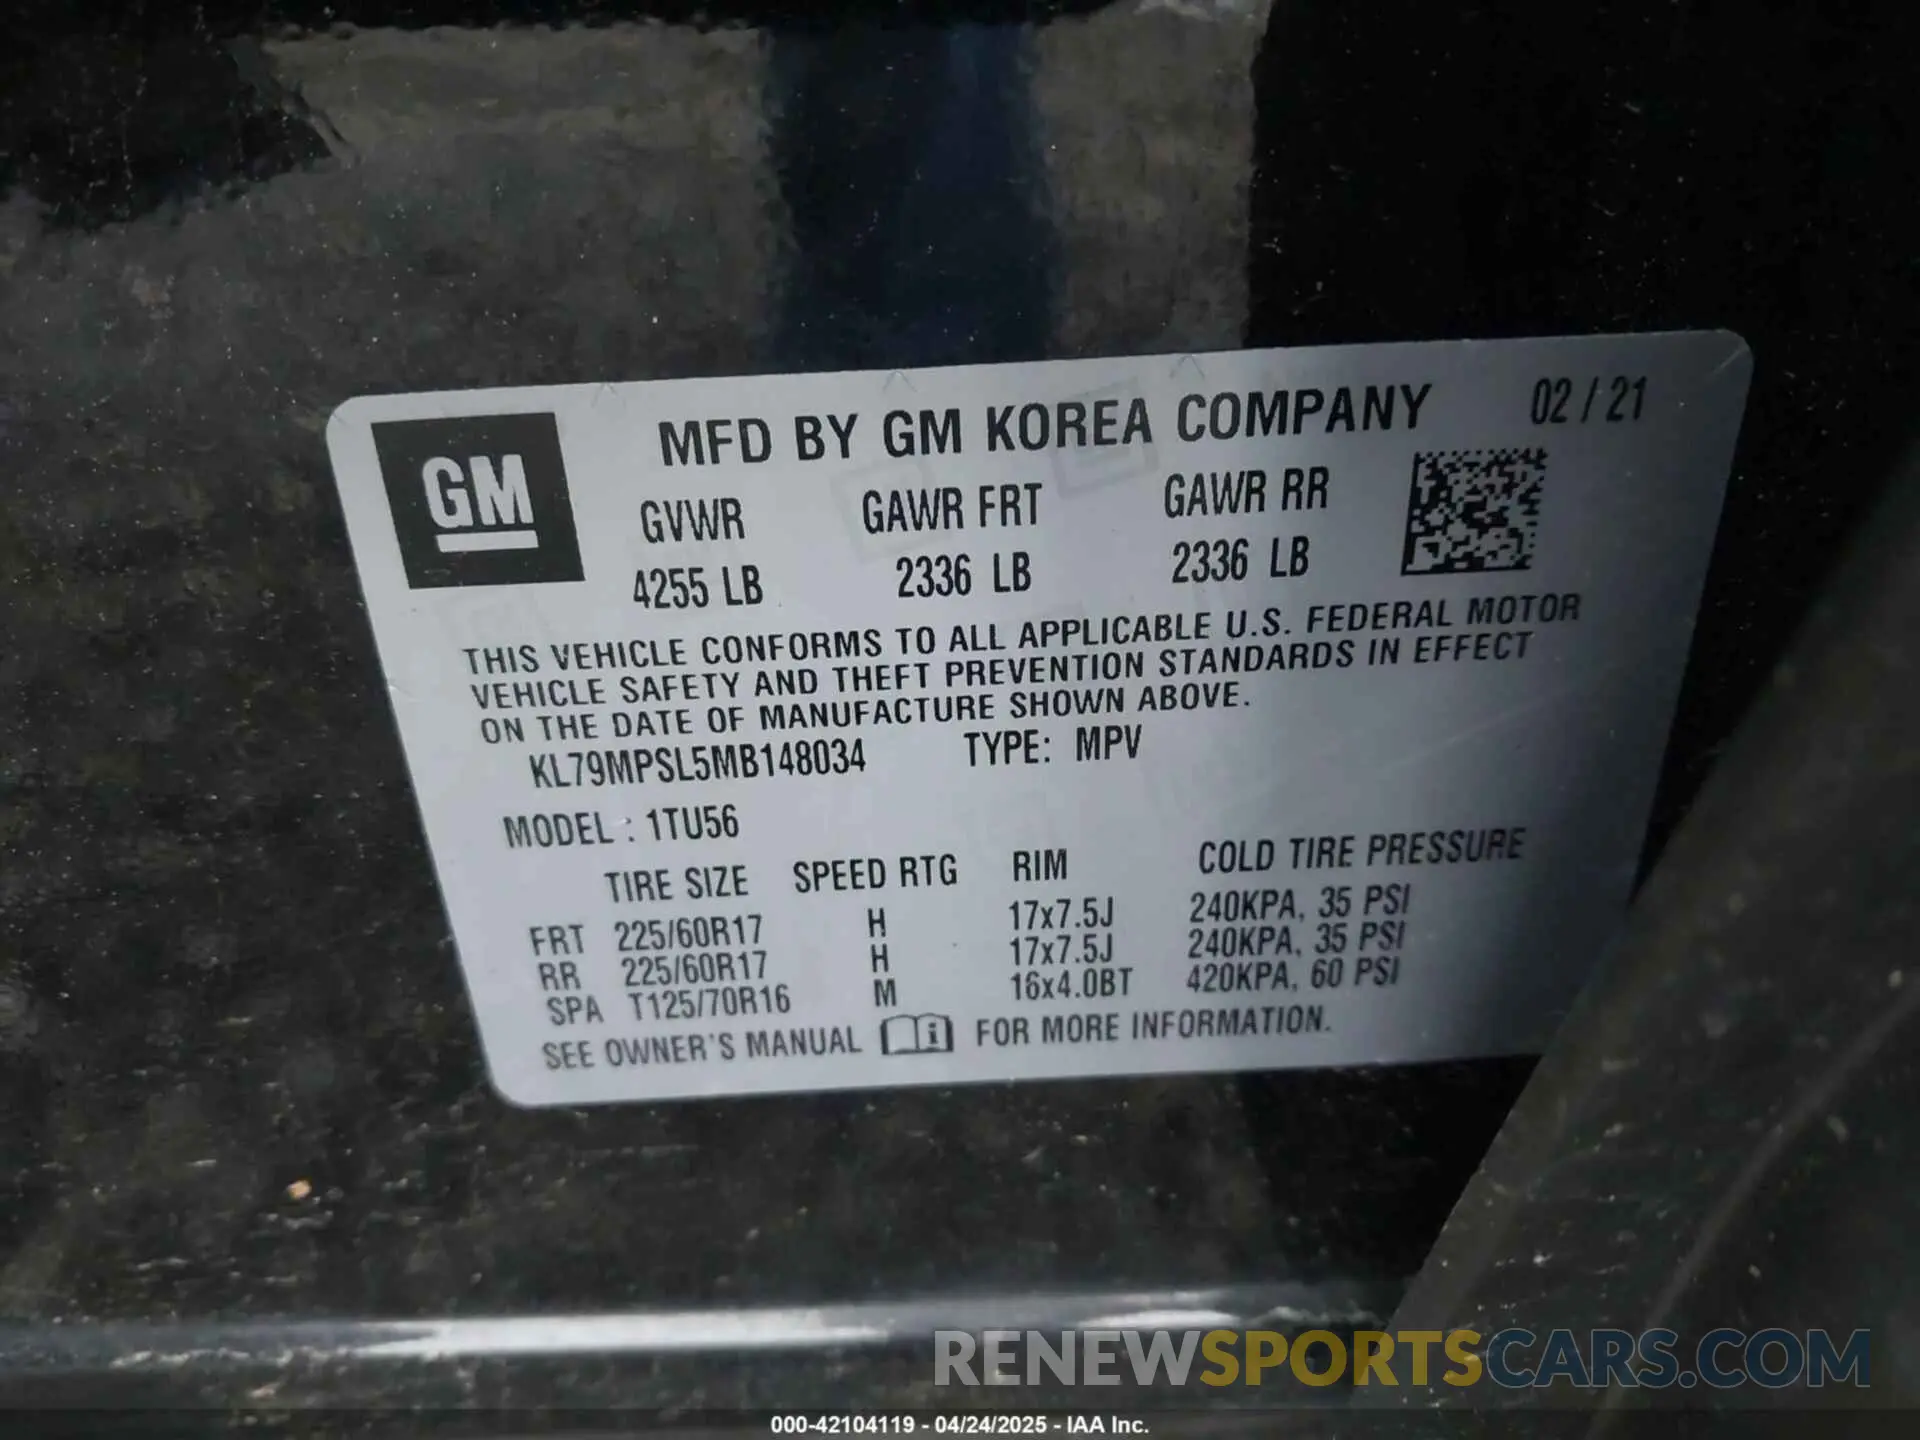 GM
MFD BY GM KOREA COMPANY 02 / 21
GVWR GAWR FRT GAWR RR
4255 LB 2336 LB 2336 LB
THIS VEHICLE CONFORMS TO ALL APPLICABLE U.S. FEDERAL MOTOR
VEHICLE SAFETY AND THEFT PREVENTION STANDARDS IN EFFECT
ON THE DATE OF MANUFACTURE SHOWN ABOVE.
KL79MPSL5MB148034 TYPE: MPV
MODEL : 1TU56
TIRE SIZE SPEED RTG RIM COLD TIRE PRESSURE
FRT 225/60R17 H 17x7.5J 240KPA, 35 PSI
RR 225/60R17 H 17x7.5J 240KPA, 35 PSI
SPA T125/70R16 M 16x4.0BT 420KPA, 60 PSI
SEE OWNER'S MANUAL i FOR MORE INFORMATION.
RENEWSPORTSCARS.COM
000-42104119 - 04/24/2025 - IAA Inc.